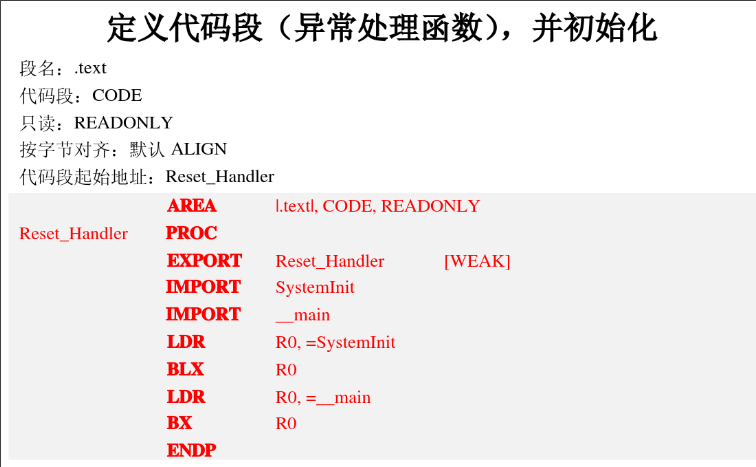 定义代码段（异常处理函数），并初始化
段名：.text
代码段：CODE
只读：READONLY
按字节对齐：默认 ALIGN
代码段起始地址：Reset_Handler
AREA |.text|, CODE, READONLY
Reset_Handler PROC
EXPORT Reset_Handler [WEAK]
IMPORT SystemInit
IMPORT __main
LDR R0, =SystemInit
BLX R0
LDR R0, =__main
BX R0
ENDP